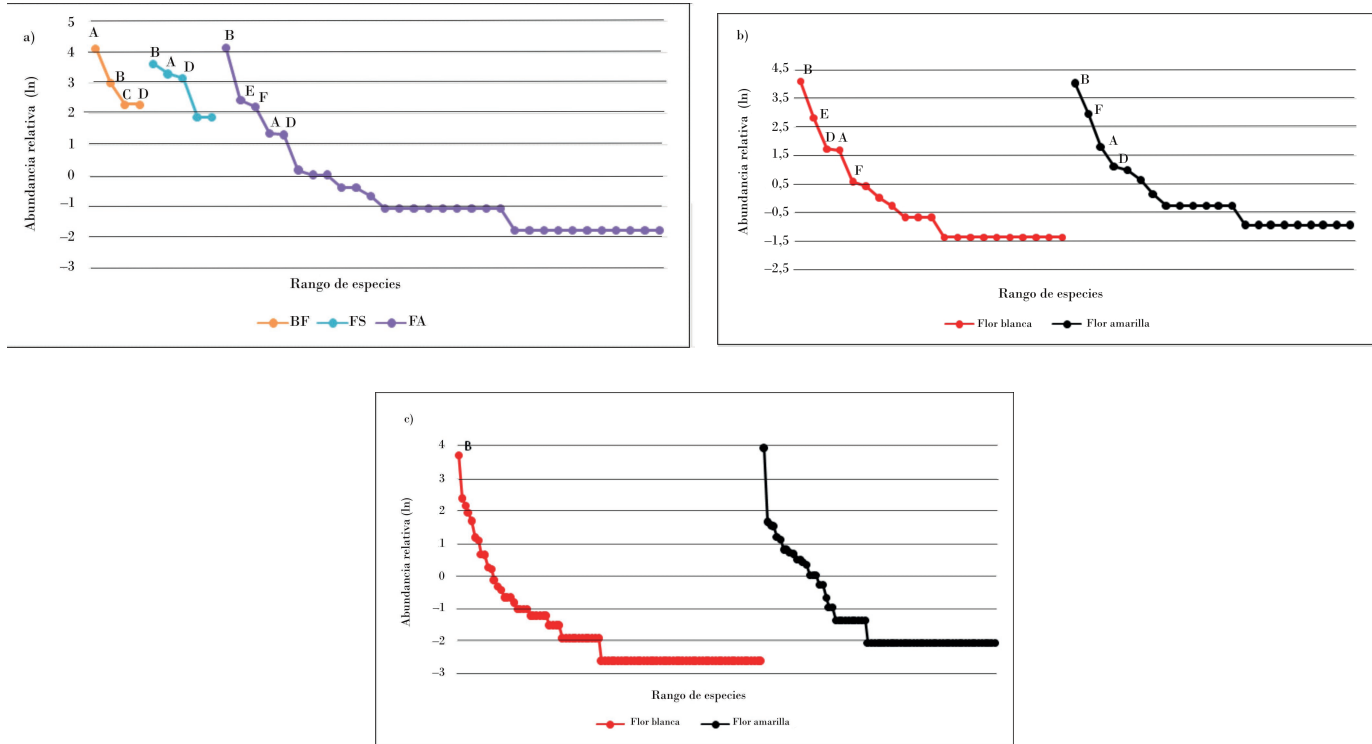 a)
Abundancia relativa (ln)
5
4
3
2
1
0
−1
−2
−3
A
B
C D
B
A
D
B
E
F
A D
Rango de especies
BF FS FA
b)
Abundancia relativa (ln)
4,5
3,5
2,5
1,5
0,5
−0,5
−1,5
−2,5
B
E
D A
F
B
F
A
D
Rango de especies
Flor blanca Flor amarilla
c)
Abundancia relativa (ln)
4
3
2
1
0
−1
−2
−3
B
Rango de especies
Flor blanca Flor amarilla